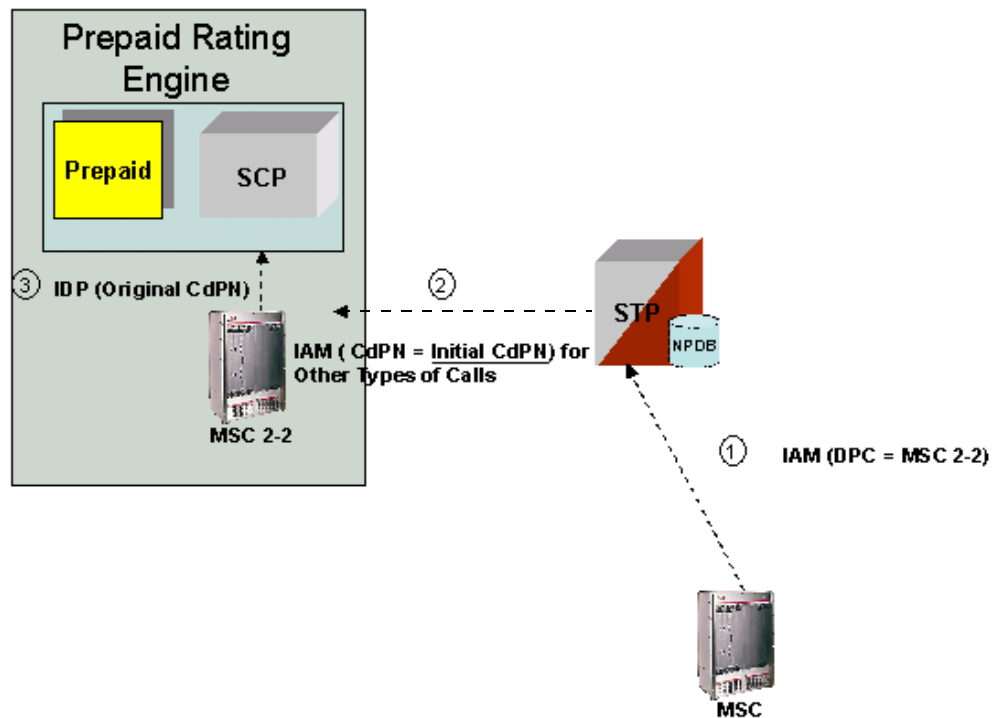 Prepaid Rating
Engine
Prepaid
SCP
3 IDP (Original CdPN)
2
STP
NPDB
IAM ( CdPN = Initial CdPN) for
Other Types of Calls
MSC 2-2
1 IAM (DPC = MSC 2-2)
MSC